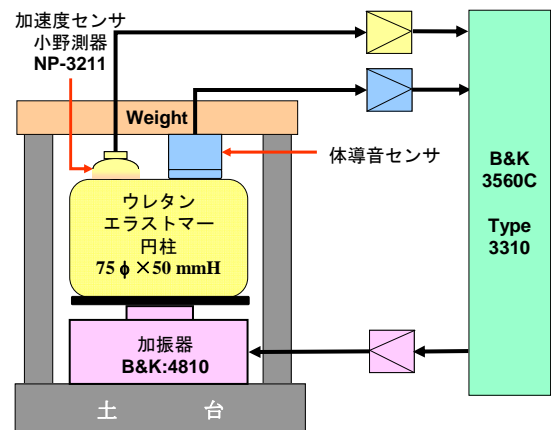 加速度センサ
小野測器
NP-3211
Weight
体導音センサ
B&K
3560C
Type
3310
ウレタン
エラストマー
円柱
75 ϕ ×50 mmH
加振器
B&K:4810
土 台